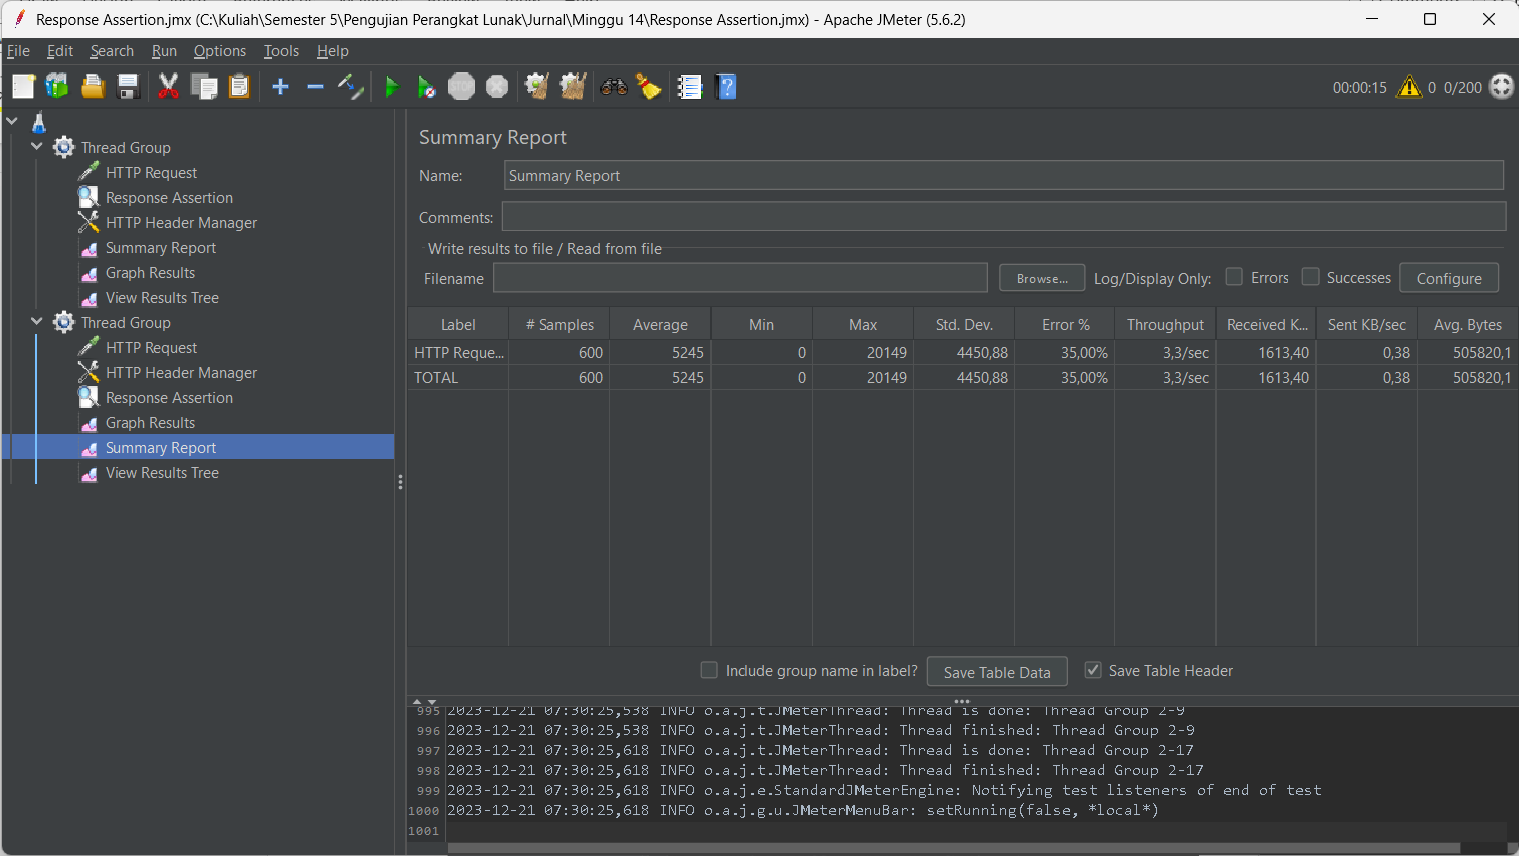 Response Assertion.jmx (C:\Kuliah\Semester 5\Pengujian Perangkat Lunak\Jurnal\Minggu 14\Response Assertion.jmx) - Apache JMeter (5.6.2)
File Edit Search Run Options Tools Help
STOP 00:00:15 0 0/200
Thread Group
HTTP Request
Response Assertion
HTTP Header Manager
Summary Report
Graph Results
View Results Tree
Thread Group
HTTP Request
HTTP Header Manager
Response Assertion
Graph Results
Summary Report
View Results Tree
Summary Report
Name: Summary Report
Comments:
Write results to file / Read from file
Filename Browse... Log/Display Only: Errors Successes Configure
Label # Samples Average Min Max Std. Dev. Error % Throughput Received K... Sent KB/sec Avg. Bytes
HTTP Reque... 600 5245 0 20149 4450,88 35,00% 3,3/sec 1613,40 0,38 505820,1
TOTAL 600 5245 0 20149 4450,88 35,00% 3,3/sec 1613,40 0,38 505820,1
Include group name in label? Save Table Data Save Table Header
995 2023-12-21 07:30:25,538 INFO o.a.j.t.JMeterThread: Thread is done: Thread Group 2-9
996 2023-12-21 07:30:25,538 INFO o.a.j.t.JMeterThread: Thread finished: Thread Group 2-9
997 2023-12-21 07:30:25,618 INFO o.a.j.t.JMeterThread: Thread is done: Thread Group 2-17
998 2023-12-21 07:30:25,618 INFO o.a.j.t.JMeterThread: Thread finished: Thread Group 2-17
999 2023-12-21 07:30:25,618 INFO o.a.j.e.StandardJMeterEngine: Notifying test listeners of end of test
1000 2023-12-21 07:30:25,618 INFO o.a.j.g.u.JMeterMenuBar: setRunning(false, *local*)
1001